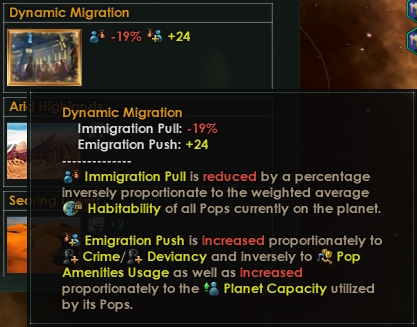 Dynamic Migration
-19% +24
Arid Highlands
Dynamic Migration
Immigration Pull: -19%
Emigration Push: +24
--------------
Immigration Pull is reduced by a percentage
inversely proportionate to the weighted average
Habitability of all Pops currently on the planet.
Searing
+2
Emigration Push is increased proportionately to
Crime/ Deviancy and inversely to Pop
Amenities Usage as well as increased
proportionately to the Planet Capacity utilized
by its Pops.